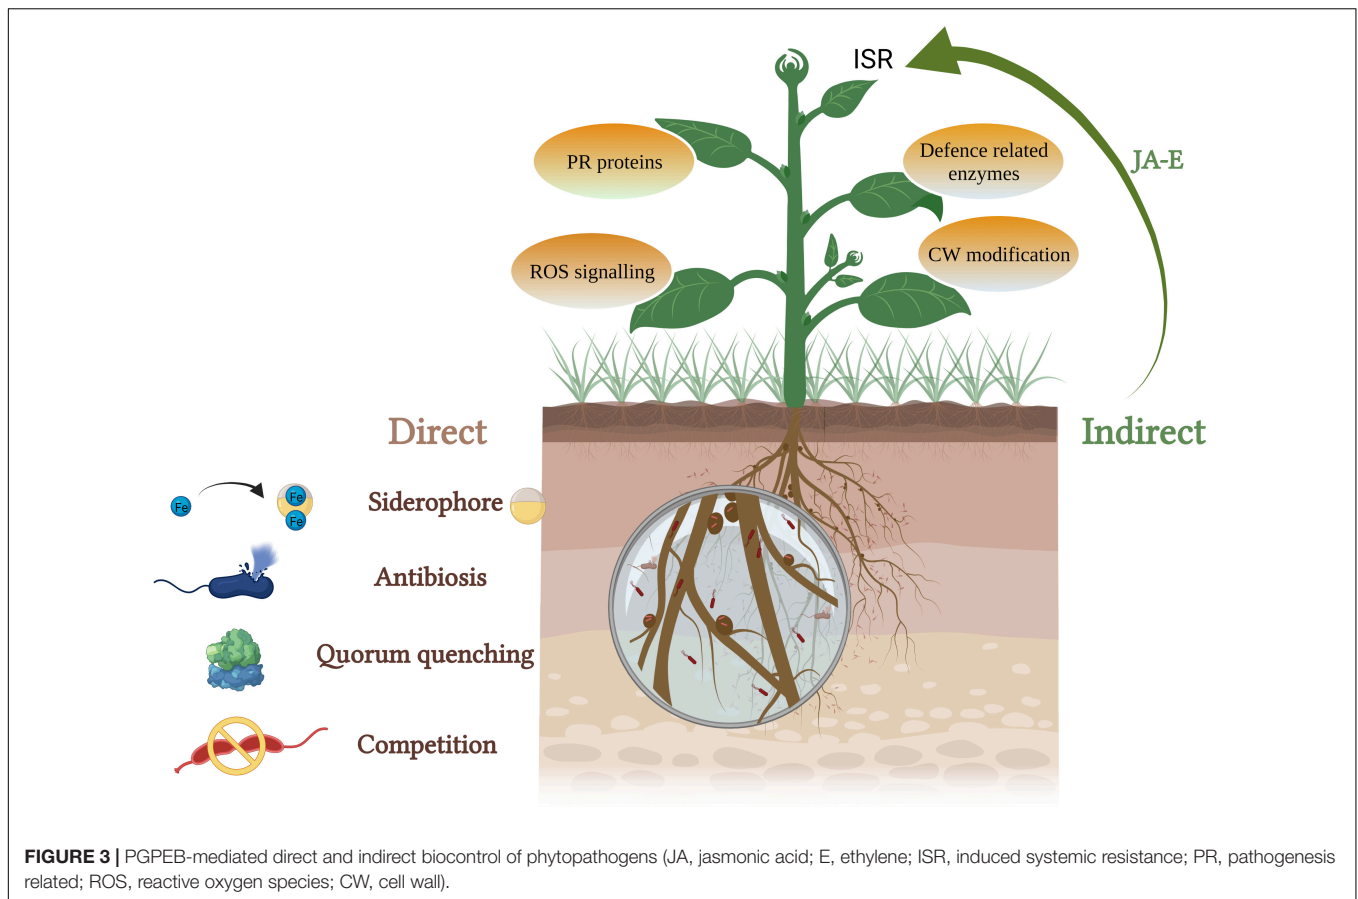 ISR
PR proteins
Defence related
enzymes
JA-E
ROS signalling
CW modification
Direct
Indirect
Fe
Fe
Fe
Siderophore
Antibiosis
Quorum quenching
Competition
FIGURE 3 | PGPEB-mediated direct and indirect biocontrol of phytopathogens (JA, jasmonic acid; E, ethylene; ISR, induced systemic resistance; PR, pathogenesis
related; ROS, reactive oxygen species; CW, cell wall).